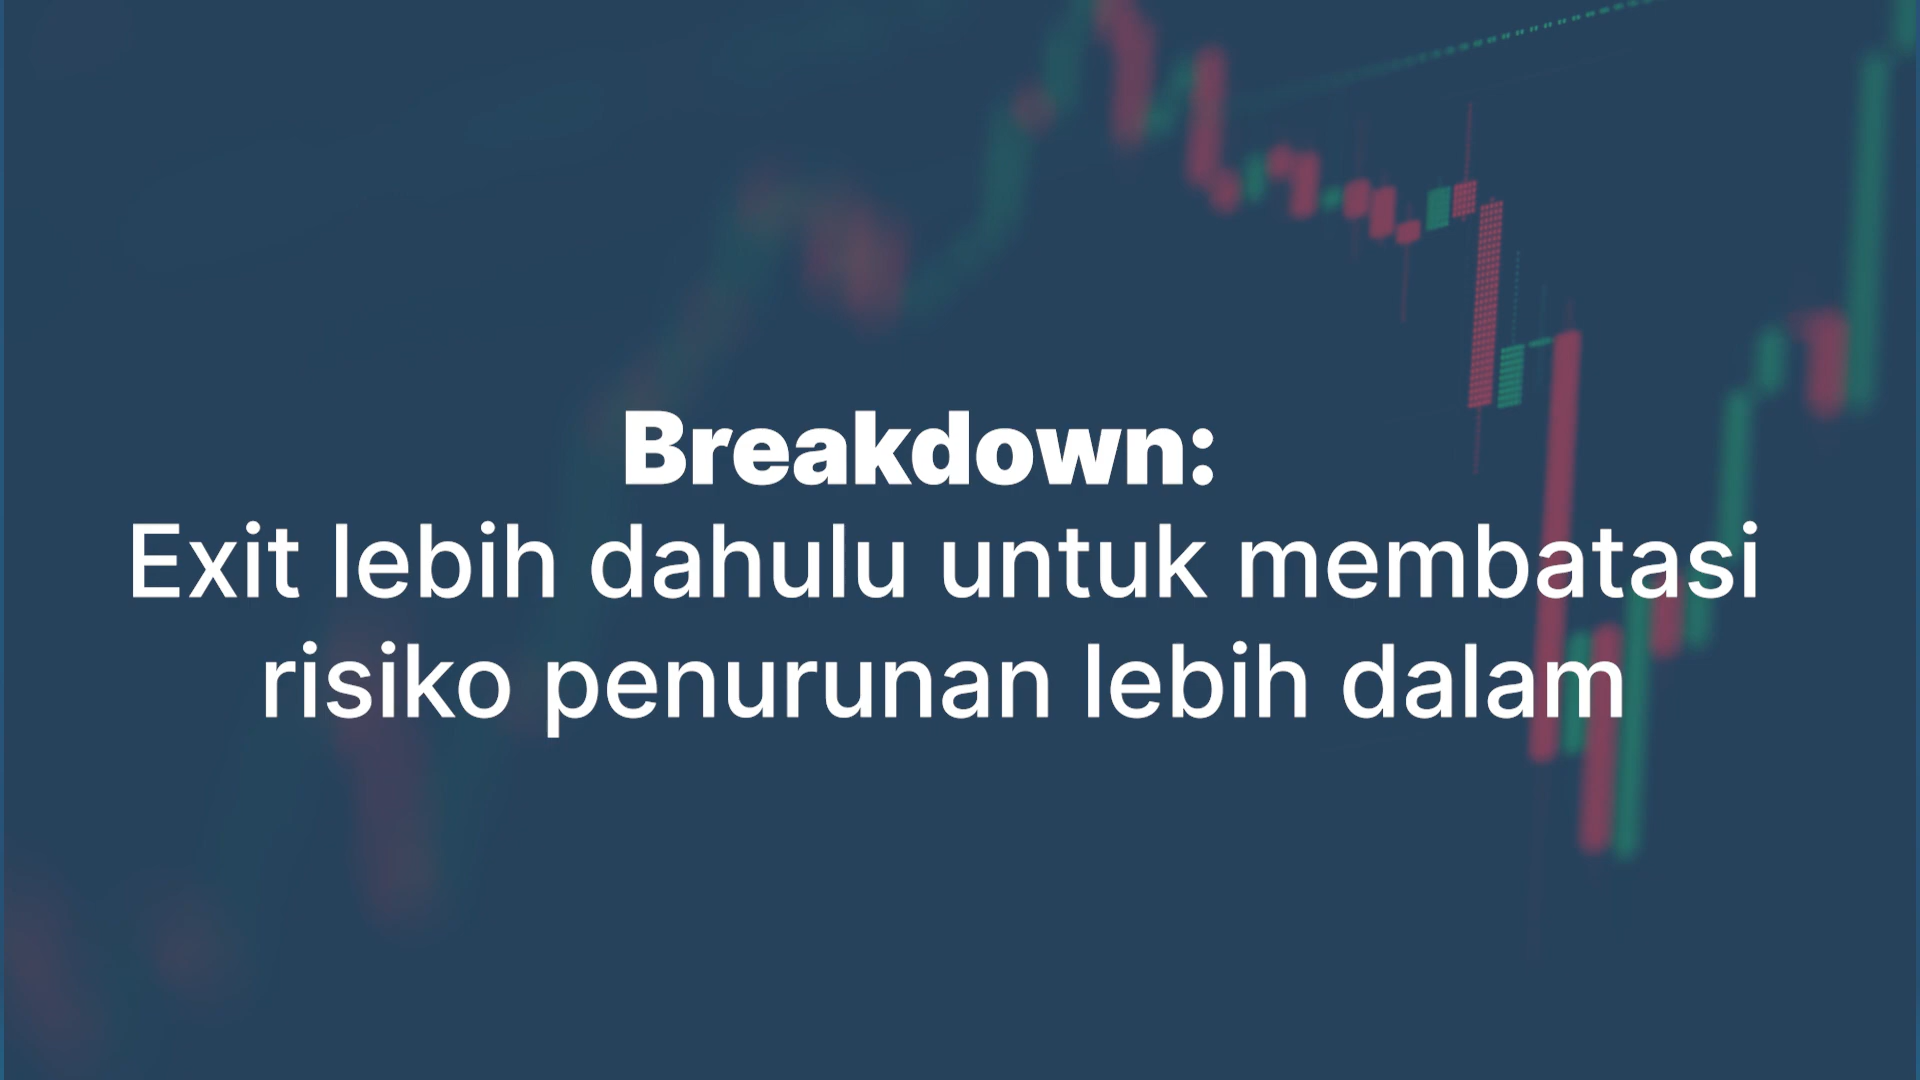 Breakdown:
Exit lebih dahulu untuk membatasi
risiko penurunan lebih dalam